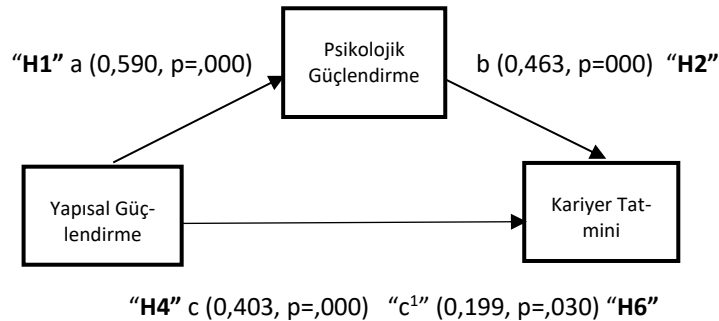 Psikolojik
Güçlendirme
“H1” a (0,590, p=,000)
b (0,463, p=000) “H2”
Yapısal Güç-
lendirme
Kariyer Tat-
mini
“H4” c (0,403, p=,000) “c¹” (0,199, p=,030) “H6”